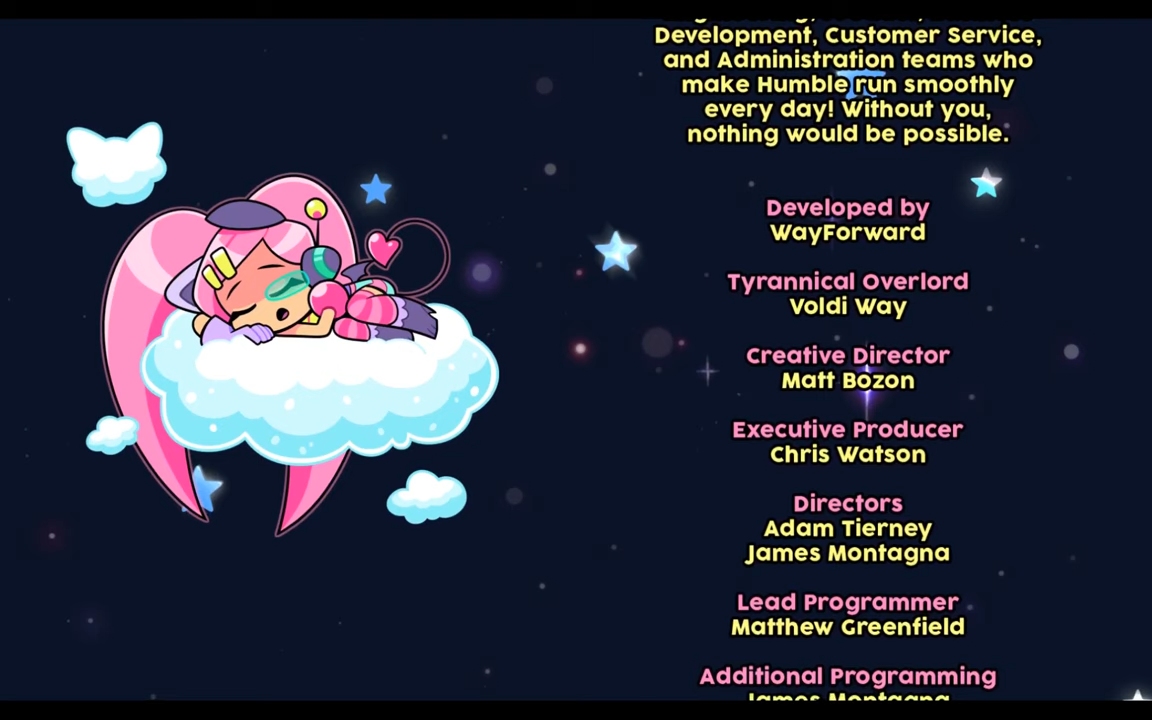 Development, Customer Service,
and Administration teams who
make Humble run smoothly
every day! Without you,
nothing would be possible.
Developed by
WayForward
Tyrannical Overlord
Voldi Way
Creative Director
Matt Bozon
Executive Producer
Chris Watson
Directors
Adam Tierney
James Montagna
Lead Programmer
Matthew Greenfield
Additional Programming
James Montagna